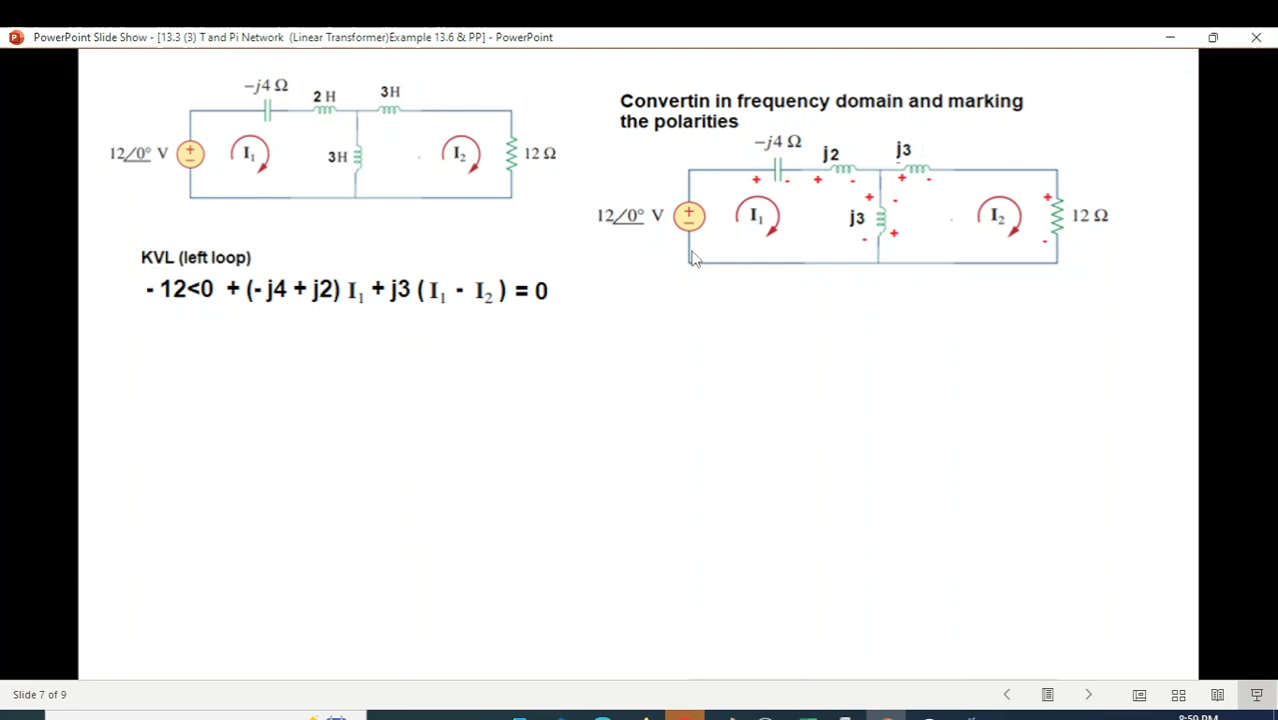 PowerPoint Slide Show - [13.3 (3) T and Pi Network (Linear Transformer)Example 13.6 & PP] - PowerPoint
-j4 Ω
2 H
3H
12/0° V
I₁
3H
I₂
12 Ω
Convertin in frequency domain and marking
the polarities
-j4 Ω
j2
j3
+ - + - + -
12/0° V
I₁
j3
I₂
12 Ω
KVL (left loop)
- 12<0 + (- j4 + j2) I₁ + j3 ( I₁ - I₂ ) = 0
Slide 7 of 9